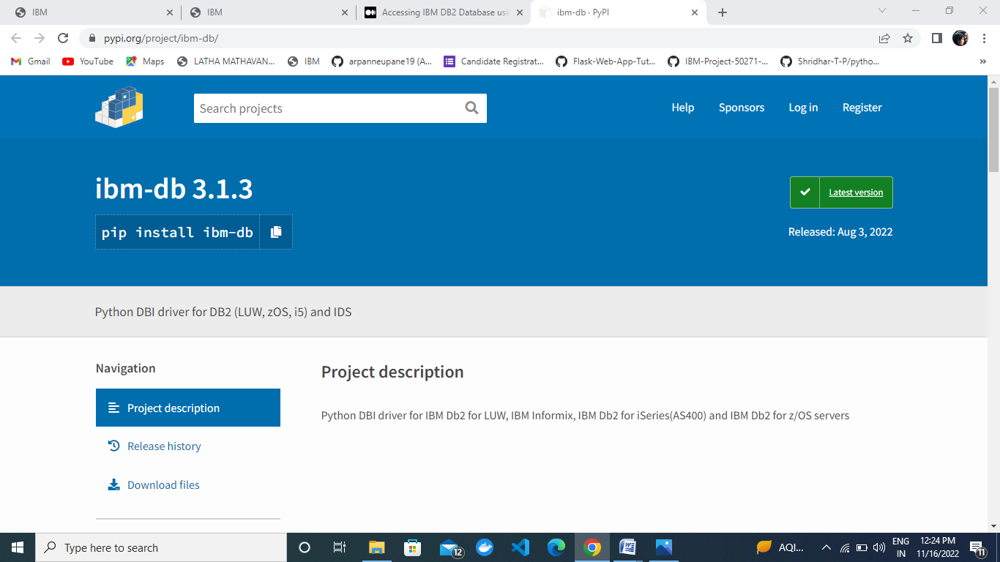 IBM
IBM
Accessing IBM DB2 Database usi
ibm-db · PyPI
pypi.org/project/ibm-db/
Gmail
YouTube
Maps
LATHA MATHAVAN...
IBM
arpanneupane19 (A...
Candidate Registrat...
Flask-Web-App-Tut...
IBM-Project-50271-...
Shridhar-T-P/pytho...
»
Search projects
Help
Sponsors
Log in
Register
ibm-db 3.1.3
Latest version
pip install ibm-db
Released: Aug 3, 2022
Python DBI driver for DB2 (LUW, zOS, i5) and IDS
Navigation
Project description
Release history
Download files
Project description
Python DBI driver for IBM Db2 for LUW, IBM Informix, IBM Db2 for iSeries(AS400) and IBM Db2 for z/OS servers
Type here to search
12
AQI...
ENG
IN
12:24 PM
11/16/2022
11